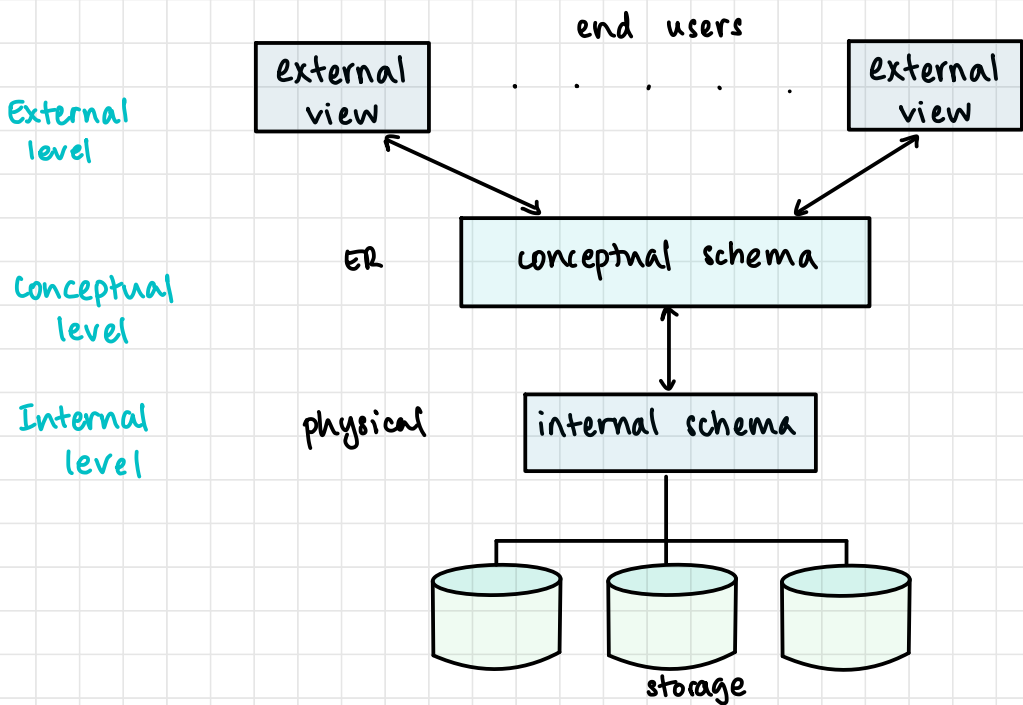 end users
external
view
external
view
External
level
ER
conceptual schema
Conceptual
level
Internal
level
physical
internal schema
storage